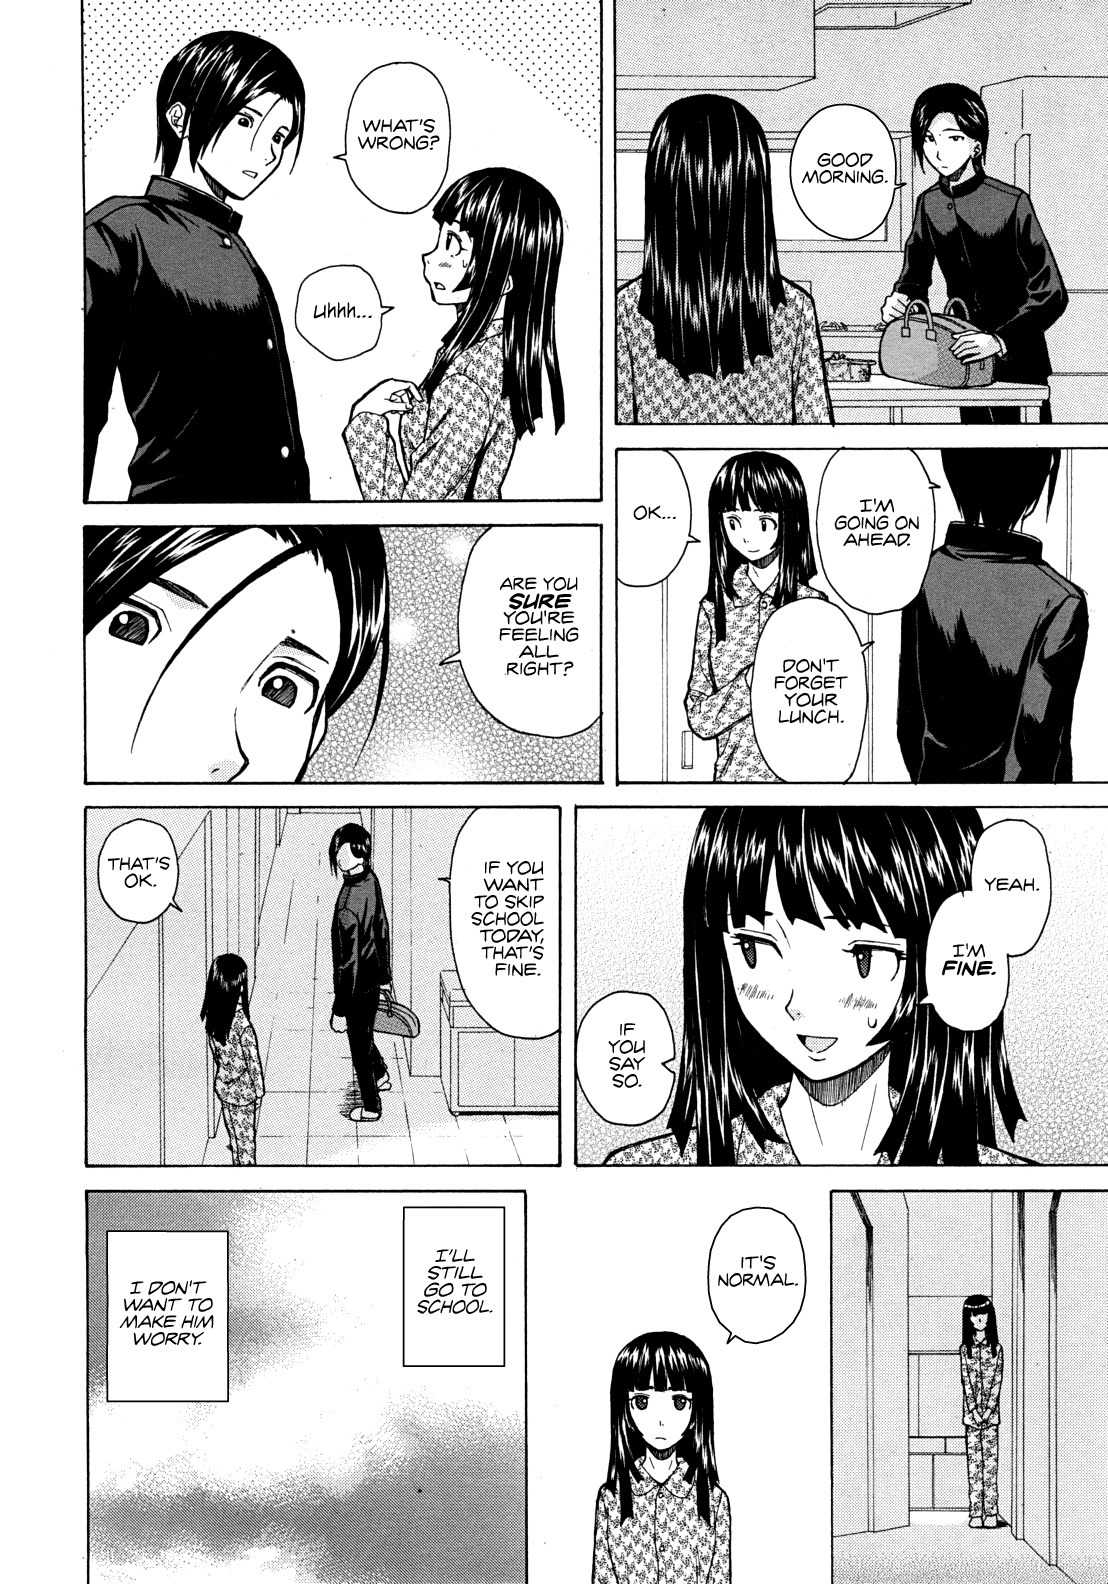 GOOD
MORNING.
WHAT'S
WRONG?
UHHH...
I'M
GOING ON
AHEAD.
OK...
DON'T
FORGET
YOUR
LUNCH.
ARE YOU
SURE
YOU'RE
FEELING
ALL
RIGHT?
YEAH.
I'M
FINE.
IF
YOU
SAY
SO.
IF YOU
WANT
TO SKIP
SCHOOL
TODAY,
THAT'S
FINE.
THAT'S
OK.
IT'S
NORMAL.
I'LL
STILL
GO TO
SCHOOL.
I DON'T
WANT TO
MAKE HIM
WORRY.